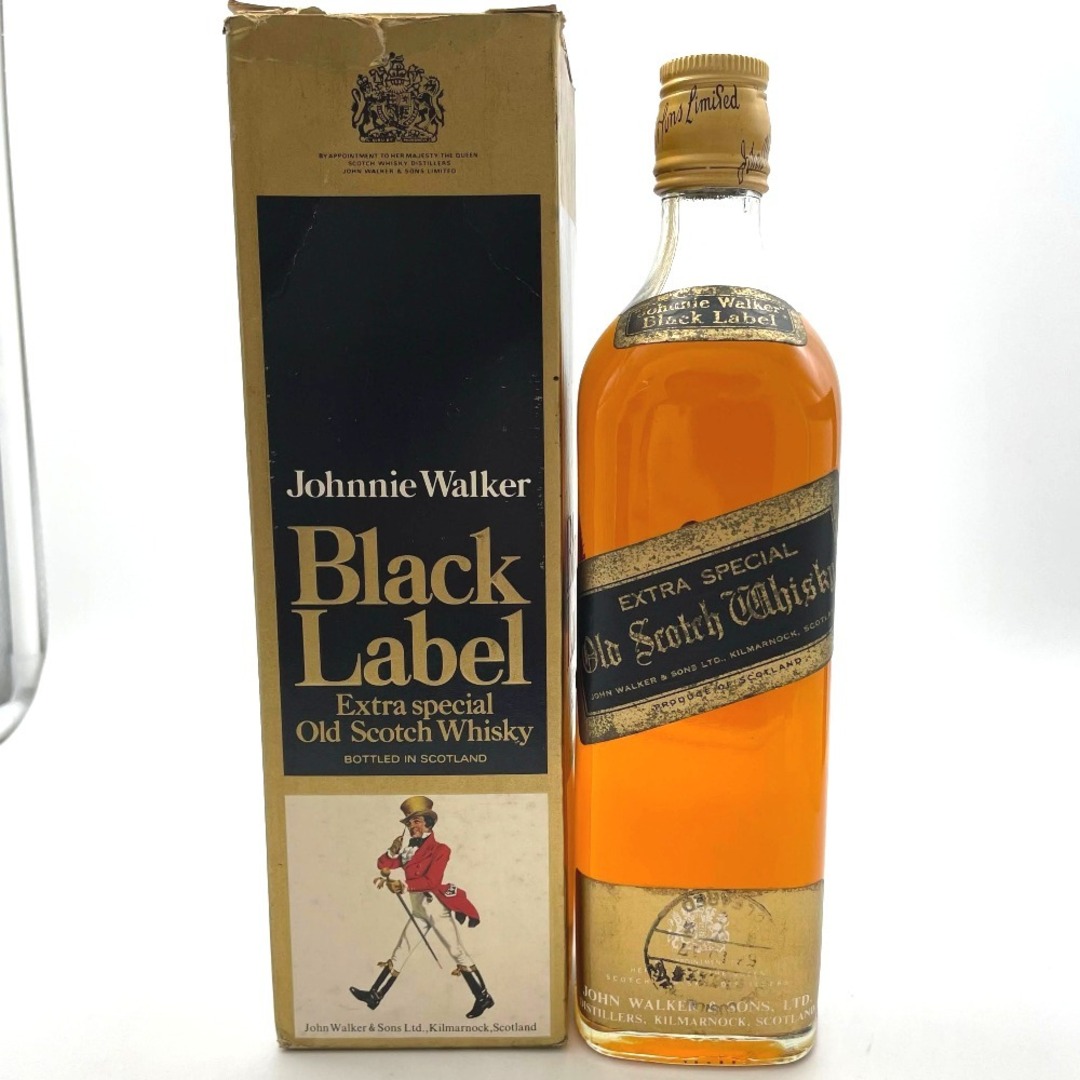 BY APPOINTMENT TO HER MAJESTY THE QUEEN
SCOTCH WHISKY DISTILLERS
JOHN WALKER & SONS LIMITED
Johnnie Walker
Black
Label
Extra special
Old Scotch Whisky
BOTTLED IN SCOTLAND
John Walker & Sons Ltd., Kilmarnock, Scotland
Sons Limited
Johnnie Walker
Black Label
EXTRA SPECIAL
Old Scotch Whisky
JOHN WALKER & SONS LTD., KILMARNOCK, SCOTLA
PRODUCE OF SCOTLAND
JOHN WALKER & SONS, LTD.
DISTILLERS, KILMARNOCK, SCOTLAND